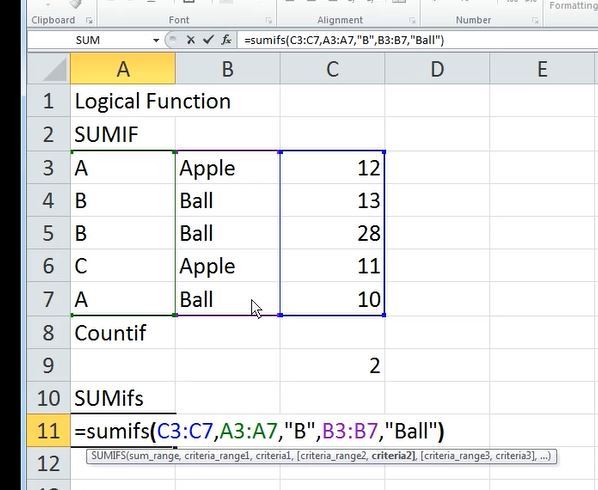 Formatting
Clipboard Font Alignment Number
SUM =sumifs(C3:C7,A3:A7,"B",B3:B7,"Ball")
A B C D E
1 Logical Function
2 SUMIF
3 A Apple 12
4 B Ball 13
5 B Ball 28
6 C Apple 11
7 A Ball 10
8 Countif
9 2
10 SUMifs
11 =sumifs(C3:C7,A3:A7,"B",B3:B7,"Ball")
12 SUMIFS(sum_range, criteria_range1, criteria1, [criteria_range2, criteria2], [criteria_range3, criteria3], ...)